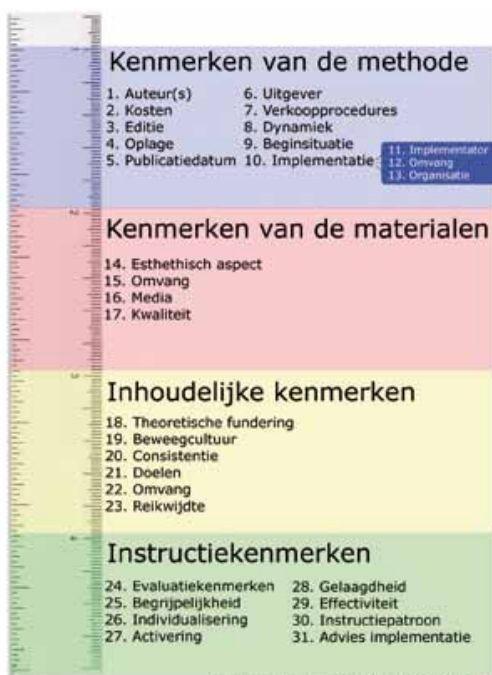 Kenmerken van de methode
1. Auteur(s)
2. Kosten
3. Editie
4. Oplage
5. Publicatiedatum
6. Uitgever
7. Verkoopprocedures
8. Dynamiek
9. Beginsituatie
10. Implementatie
11. Implementator
12. Omvang
13. Organisatie
Kenmerken van de materialen
14. Esthethisch aspect
15. Omvang
16. Media
17. Kwaliteit
Inhoudelijke kenmerken
18. Theoretische fundering
19. Beweegcultuur
20. Consistentie
21. Doelen
22. Omvang
23. Reikwijdte
Instructiekenmerken
24. Evaluatiekenmerken
25. Begrijpelijkheid
26. Individualisering
27. Activering
28. Gelaagdheid
29. Effectiviteit
30. Instructiepatroon
31. Advies implementatie